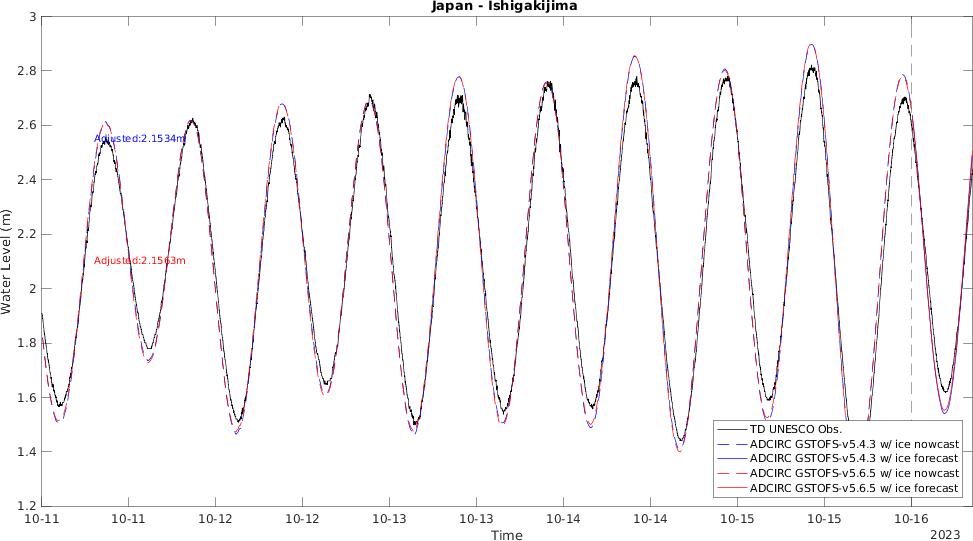 Japan - Ishigakijima
3
2.8
2.6
2.4
2.2
2
1.8
1.6
1.4
1.2
Water Level (m)
Adjusted:2.1534m
Adjusted:2.1563m
TD UNESCO Obs.
ADCIRC GSTOFS-v5.4.3 w/ ice nowcast
ADCIRC GSTOFS-v5.4.3 w/ ice forecast
ADCIRC GSTOFS-v5.6.5 w/ ice nowcast
ADCIRC GSTOFS-v5.6.5 w/ ice forecast
10-11 10-11 10-12 10-12 10-13 10-13 10-14 10-14 10-15 10-15 10-16
Time
2023